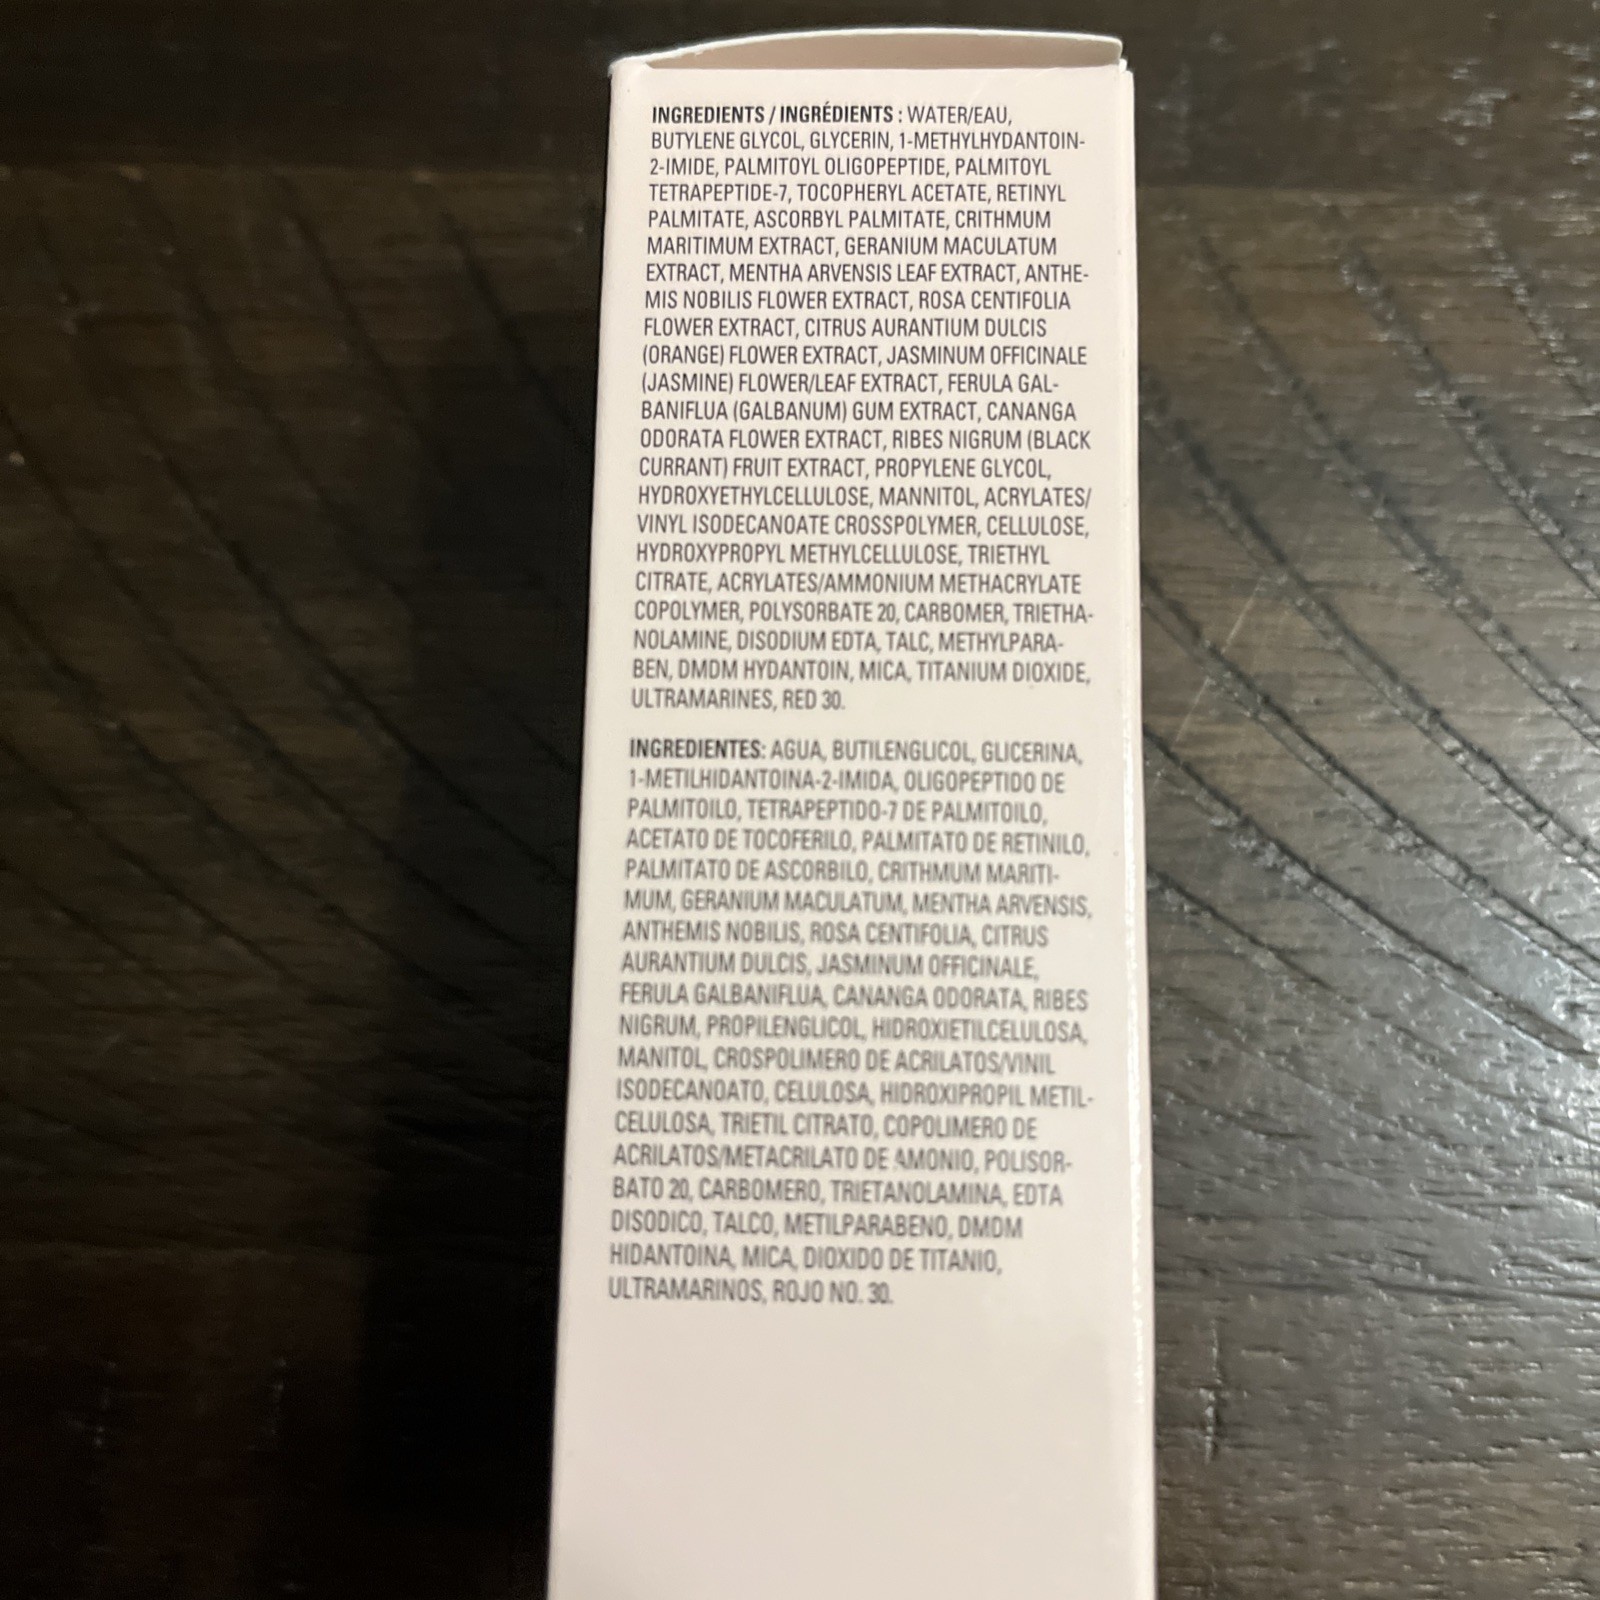 INGREDIENTS / INGRÉDIENTS : WATER/EAU,
BUTYLENE GLYCOL, GLYCERIN, 1-METHYLHYDANTOIN-
2-IMIDE, PALMITOYL OLIGOPEPTIDE, PALMITOYL
TETRAPEPTIDE-7, TOCOPHERYL ACETATE, RETINYL
PALMITATE, ASCORBYL PALMITATE, CRITHMUM
MARITIMUM EXTRACT, GERANIUM MACULATUM
EXTRACT, MENTHA ARVENSIS LEAF EXTRACT, ANTHE-
MIS NOBILIS FLOWER EXTRACT, ROSA CENTIFOLIA
FLOWER EXTRACT, CITRUS AURANTIUM DULCIS
(ORANGE) FLOWER EXTRACT, JASMINUM OFFICINALE
(JASMINE) FLOWER/LEAF EXTRACT, FERULA GAL-
BANIFLUA (GALBANUM) GUM EXTRACT, CANANGA
ODORATA FLOWER EXTRACT, RIBES NIGRUM (BLACK
CURRANT) FRUIT EXTRACT, PROPYLENE GLYCOL,
HYDROXYETHYLCELLULOSE, MANNITOL, ACRYLATES/
VINYL ISODECANOATE CROSSPOLYMER, CELLULOSE,
HYDROXYPROPYL METHYLCELLULOSE, TRIETHYL
CITRATE, ACRYLATES/AMMONIUM METHACRYLATE
COPOLYMER, POLYSORBATE 20, CARBOMER, TRIETHA-
NOLAMINE, DISODIUM EDTA, TALC, METHYLPARA-
BEN, DMDM HYDANTOIN, MICA, TITANIUM DIOXIDE,
ULTRAMARINES, RED 30.
INGREDIENTES: AGUA, BUTILENGLICOL, GLICERINA,
1-METILHIDANTOINA-2-IMIDA, OLIGOPEPTIDO DE
PALMITOILO, TETRAPEPTIDO-7 DE PALMITOILO,
ACETATO DE TOCOFERILO, PALMITATO DE RETINILO,
PALMITATO DE ASCORBILO, CRITHMUM MARITI-
MUM, GERANIUM MACULATUM, MENTHA ARVENSIS,
ANTHEMIS NOBILIS, ROSA CENTIFOLIA, CITRUS
AURANTIUM DULCIS, JASMINUM OFFICINALE,
FERULA GALBANIFLUA, CANANGA ODORATA, RIBES
NIGRUM, PROPILENGLICOL, HIDROXIETILCELULOSA,
MANITOL, CROSPOLIMERO DE ACRILATOS/VINIL
ISODECANOATO, CELULOSA, HIDROXIPROPIL METIL-
CELULOSA, TRIETIL CITRATO, COPOLIMERO DE
ACRILATOS/METACRILATO DE AMONIO, POLISOR-
BATO 20, CARBOMERO, TRIETANOLAMINA, EDTA
DISODICO, TALCO, METILPARABENO, DMDM
HIDANTOINA, MICA, DIOXIDO DE TITANIO,
ULTRAMARINOS, ROJO NO. 30.